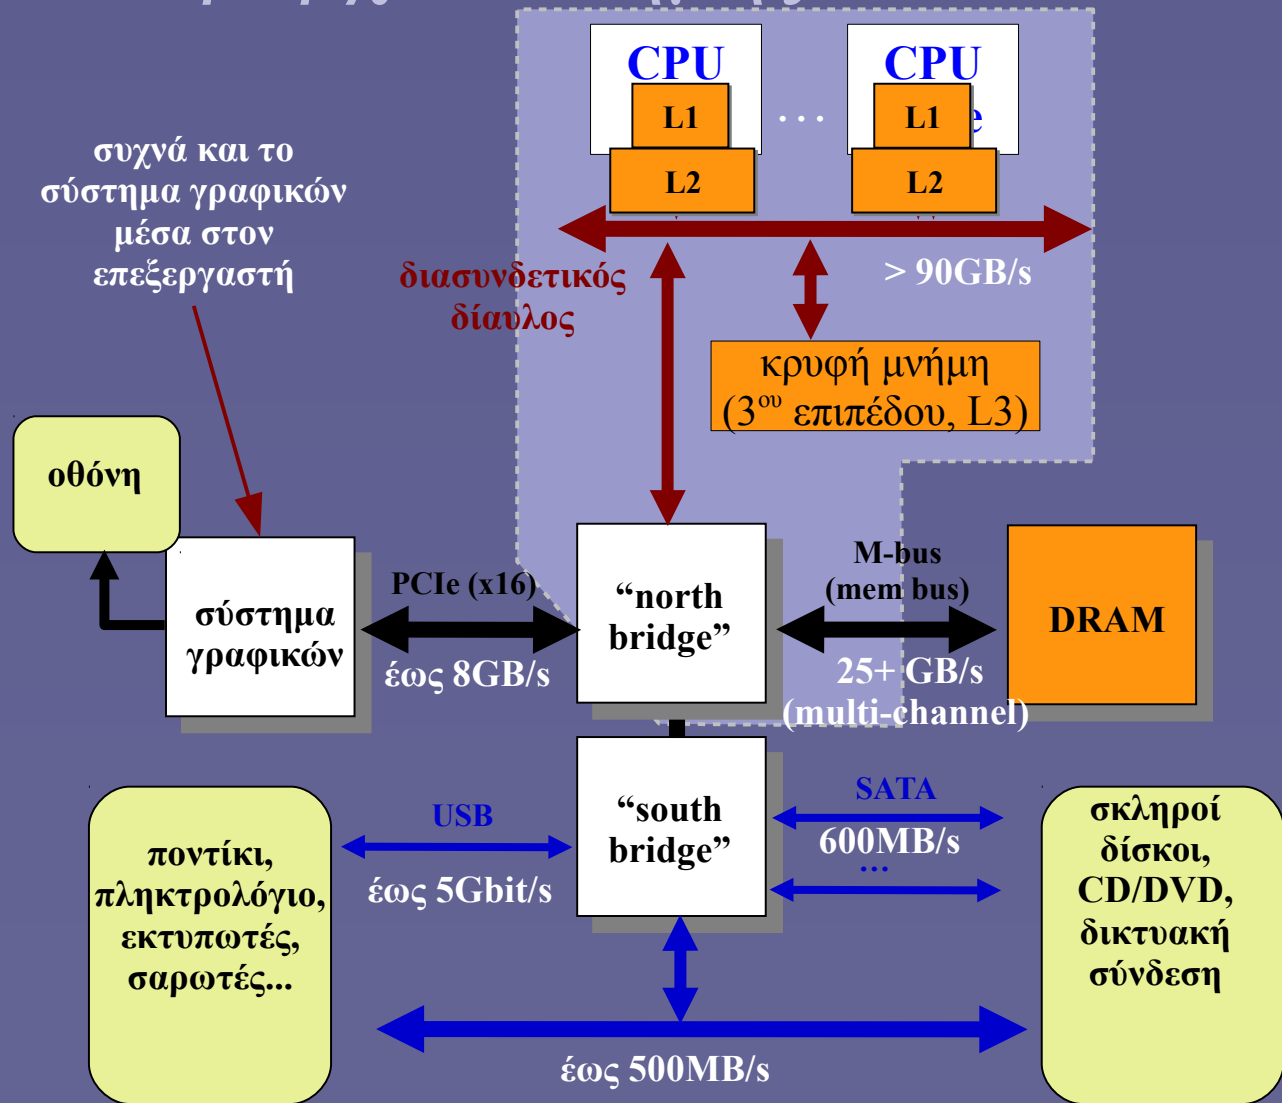 CPU
L1
L2
...
CPU
L1
L2
συχνά και το
σύστημα γραφικών
μέσα στον
επεξεργαστή
διασυνδετικός
δίαυλος
> 90GB/s
κρυφή μνήμη
(3ου επιπέδου, L3)
οθόνη
σύστημα
γραφικών
PCIe (x16)
έως 8GB/s
“north
bridge”
M-bus
(mem bus)
25+ GB/s
(multi-channel)
DRAM
“south
bridge”
USB
έως 5Gbit/s
SATA
600MB/s
...
ποντίκι,
πληκτρολόγιο,
εκτυπωτές,
σαρωτές...
σκληροί
δίσκοι,
CD/DVD,
δικτυακή
σύνδεση
έως 500MB/s